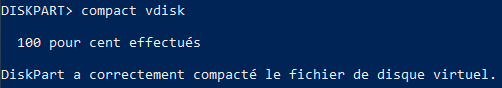 DISKPART> compact vdisk
100 pour cent effectués
DiskPart a correctement compacté le fichier de disque virtuel.